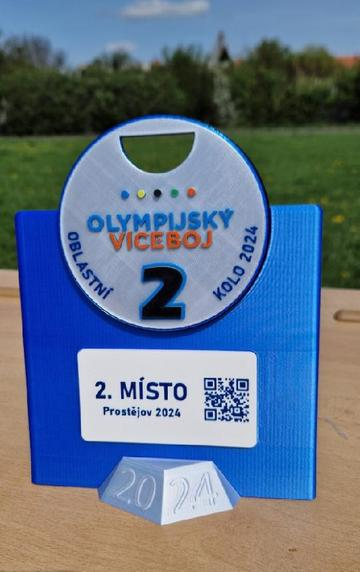 OLYMPIJSKÝ
VÍCEBOJ
OBLASTNÍ
KOLO 2024
2
2. MÍSTO
Prostějov 2024
2024